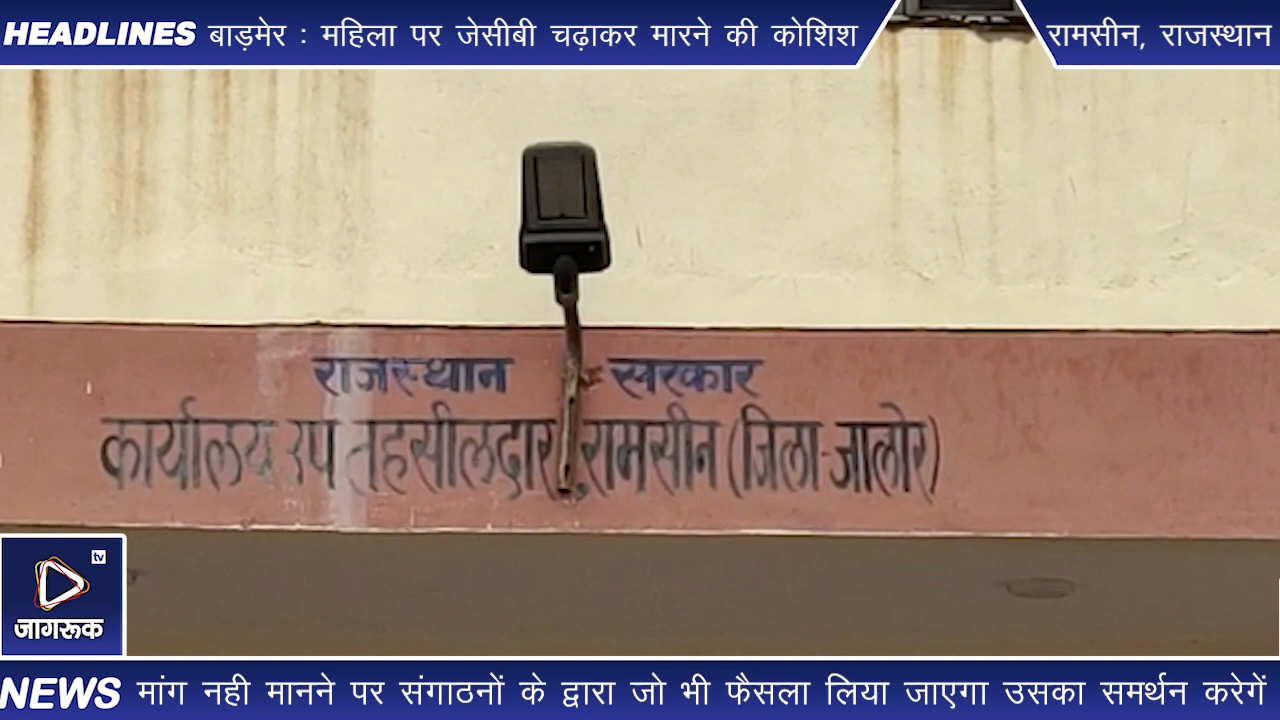 HEADLINES बाड़मेर : महिला पर जेसीबी चढ़ाकर मारने की कोशिश
रामसीन, राजस्थान
राजस्थान सरकार
कार्यालय उप तहसीलदार, रामसीन (जिला-जालोर)
tv
जागरूक
NEWS मांग नही मानने पर संगाठनों के द्वारा जो भी फैसला लिया जाएगा उसका समर्थन करेगें